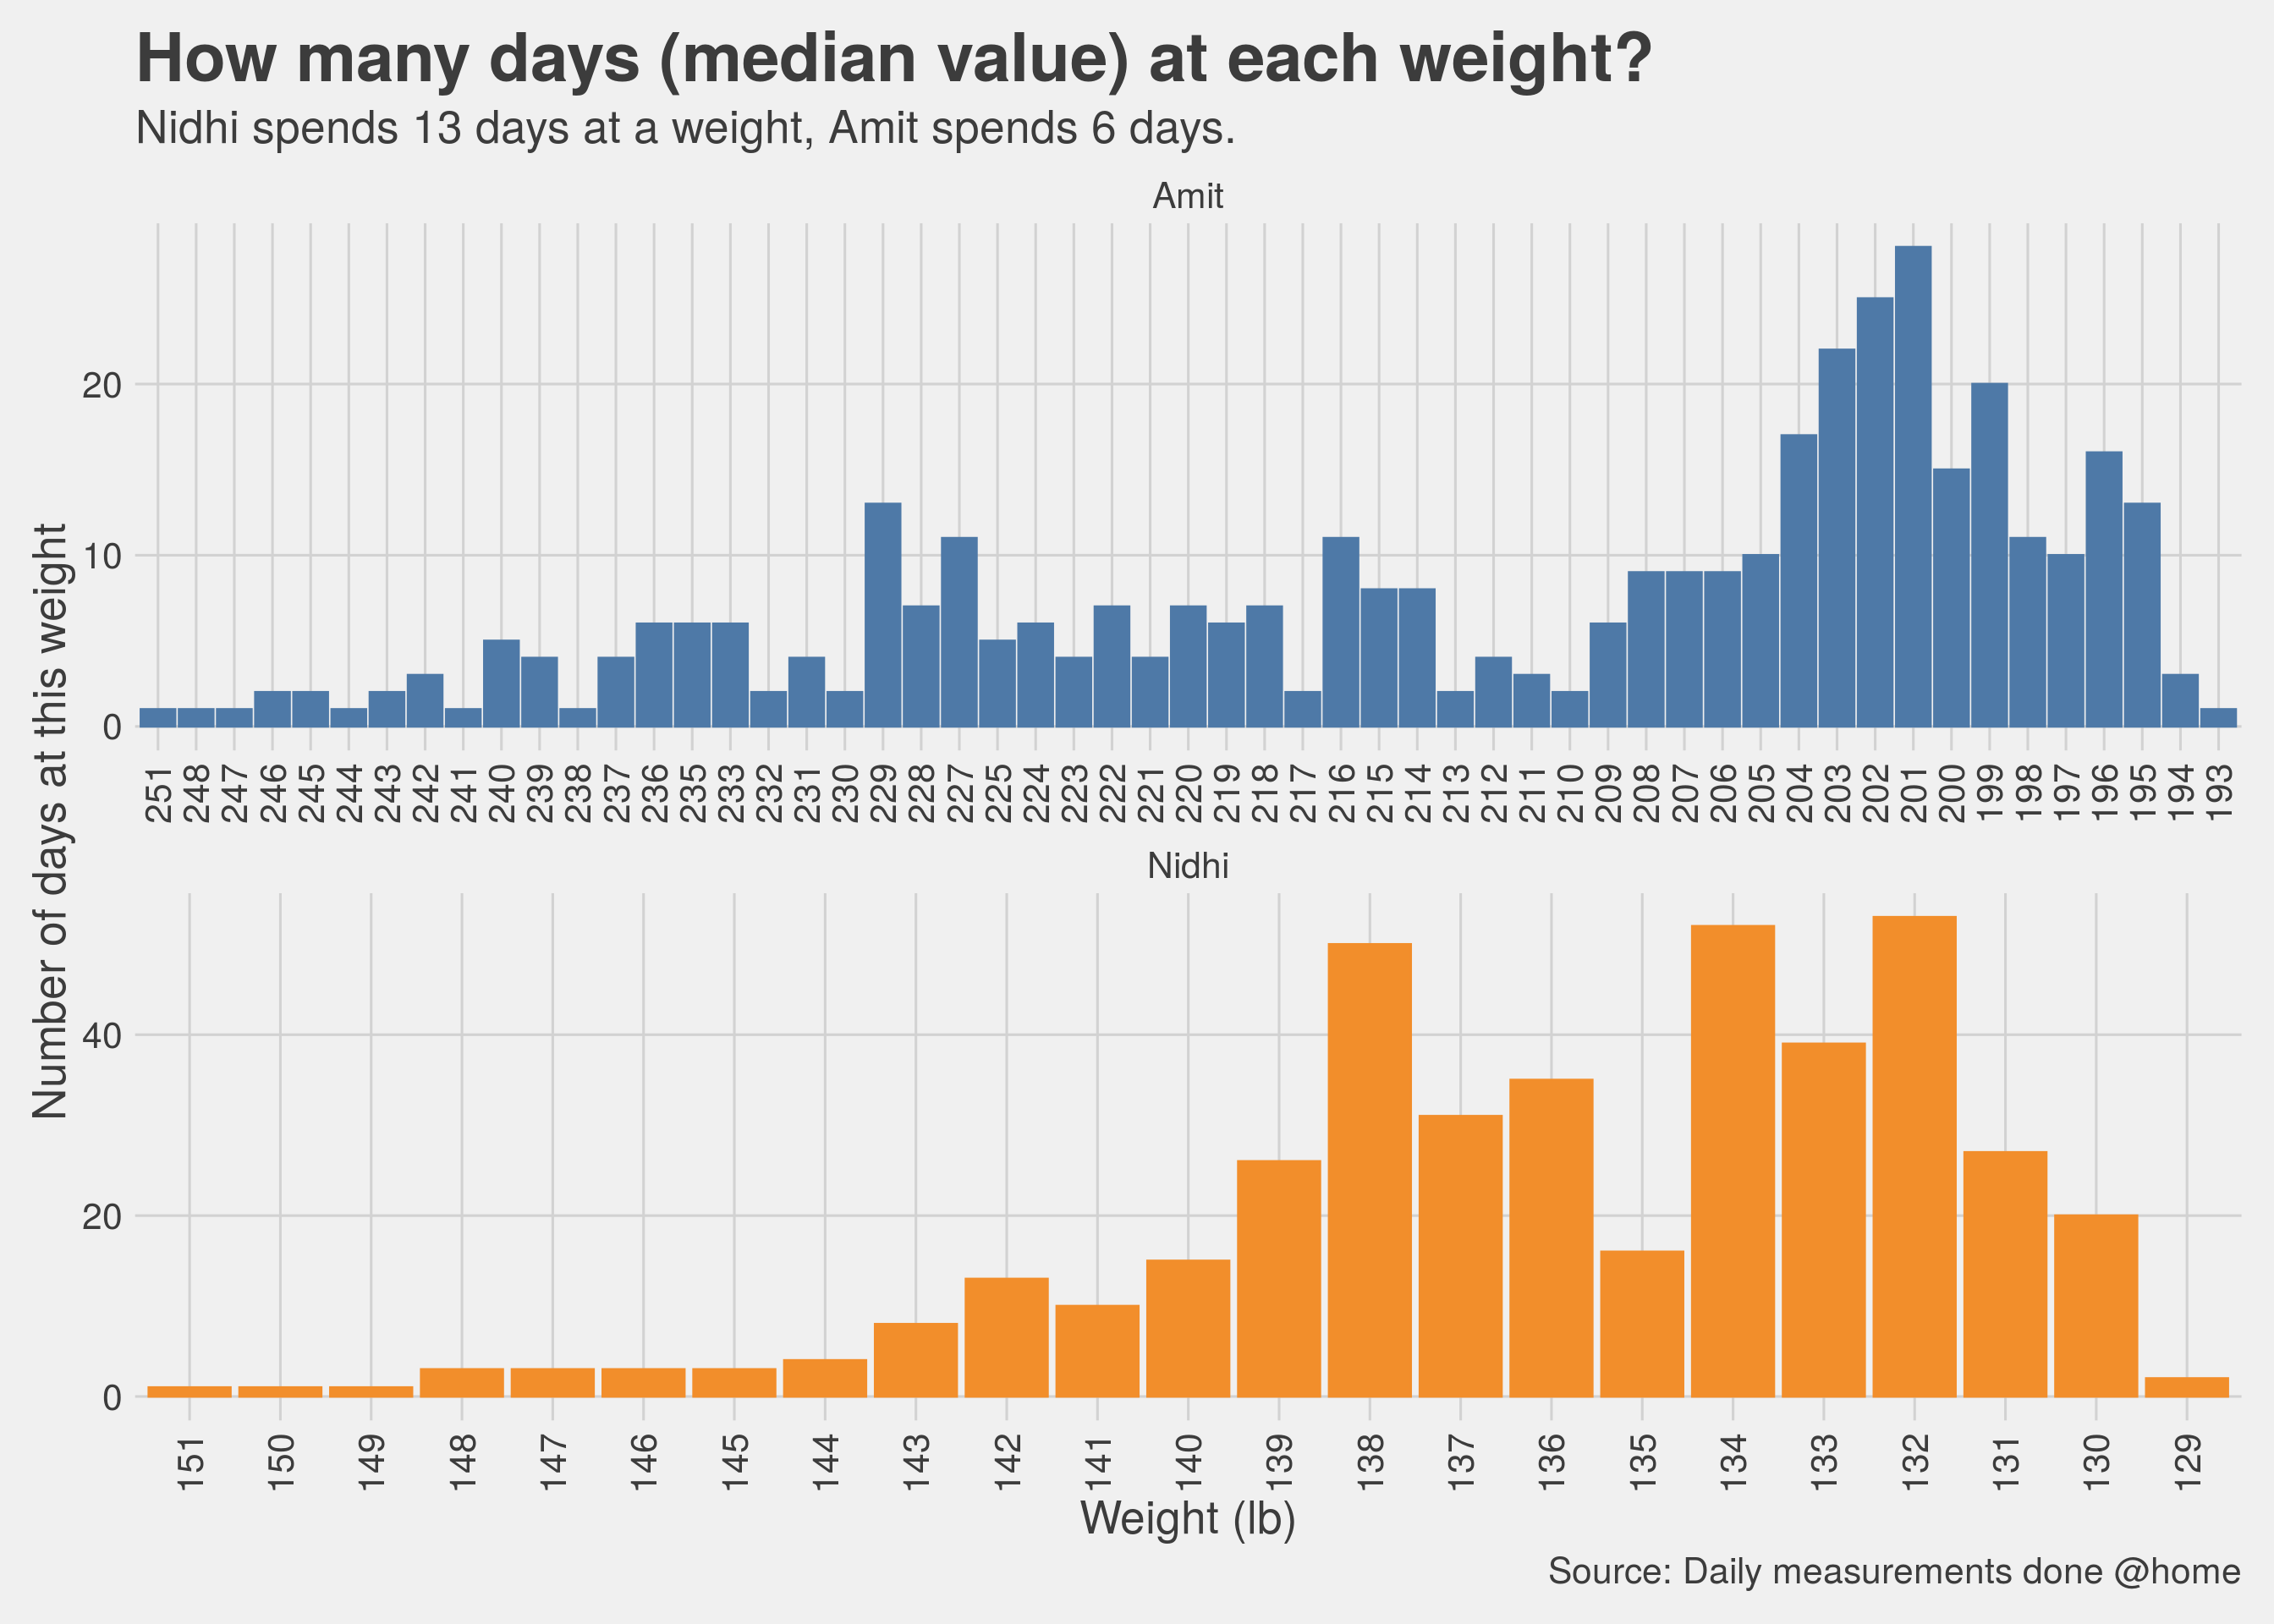 How many days (median value) at each weight?
Nidhi spends 13 days at a weight, Amit spends 6 days.
Amit
Number of days at this weight
20
10
0
251 248 247 246 245 244 243 242 241 240 239 238 237 236 235 233 232 231 230 229 228 227 225 224 223 222 221 220 219 218 217 216 215 214 213 212 211 210 209 208 207 206 205 204 203 202 201 200 199 198 197 196 195 194 193
Nidhi
40
20
0
151 150 149 148 147 146 145 144 143 142 141 140 139 138 137 136 135 134 133 132 131 130 129
Weight (lb)
Source: Daily measurements done @home